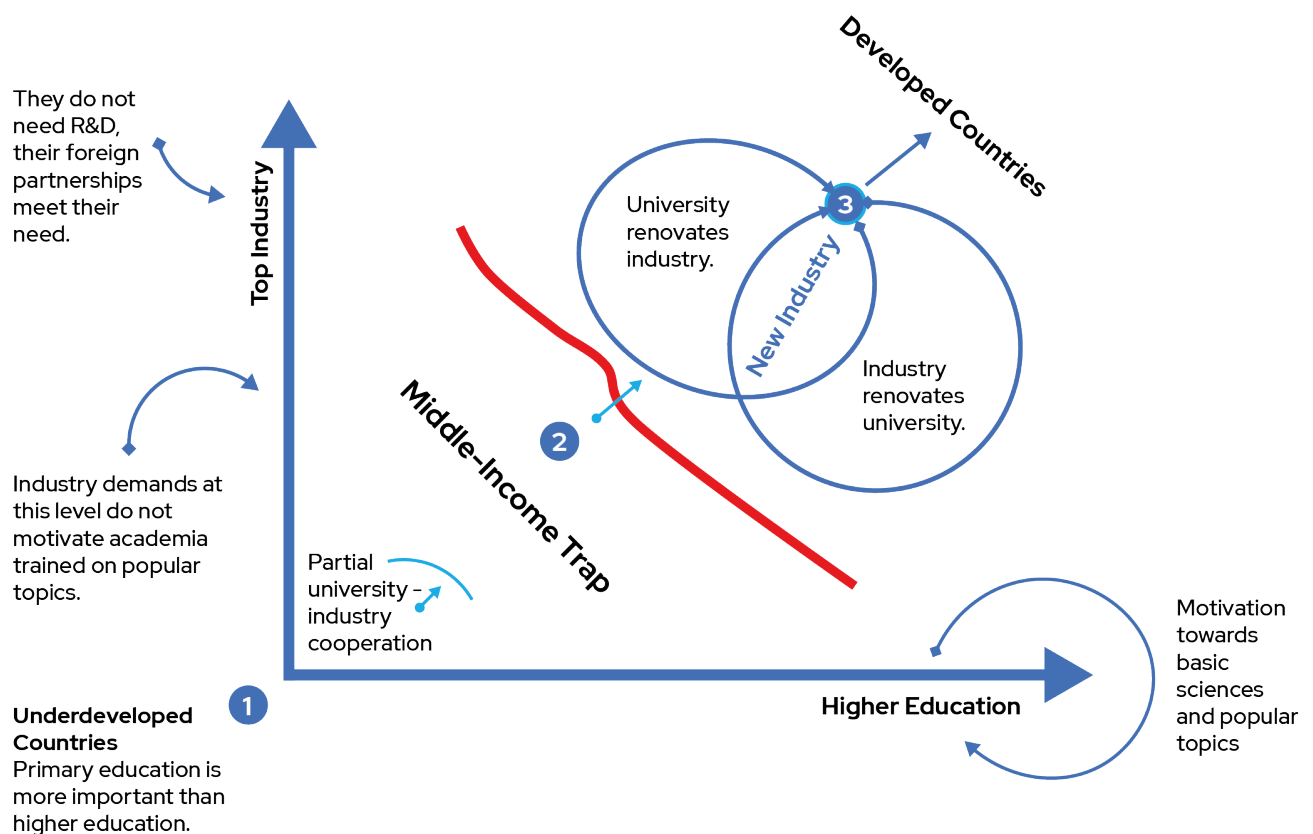 Developed Countries
They do not
need R&D,
their foreign
partnerships
meet their
need.
Top Industry
University
renovates
industry.
3
New Industry
Industry
renovates
university.
2
Middle-Income Trap
Industry demands at
this level do not
motivate academia
trained on popular
topics.
Partial
university -
industry
cooperation
Motivation
towards
basic
sciences
and popular
topics
Higher Education
1
Underdeveloped
Countries
Primary education is
more important than
higher education.